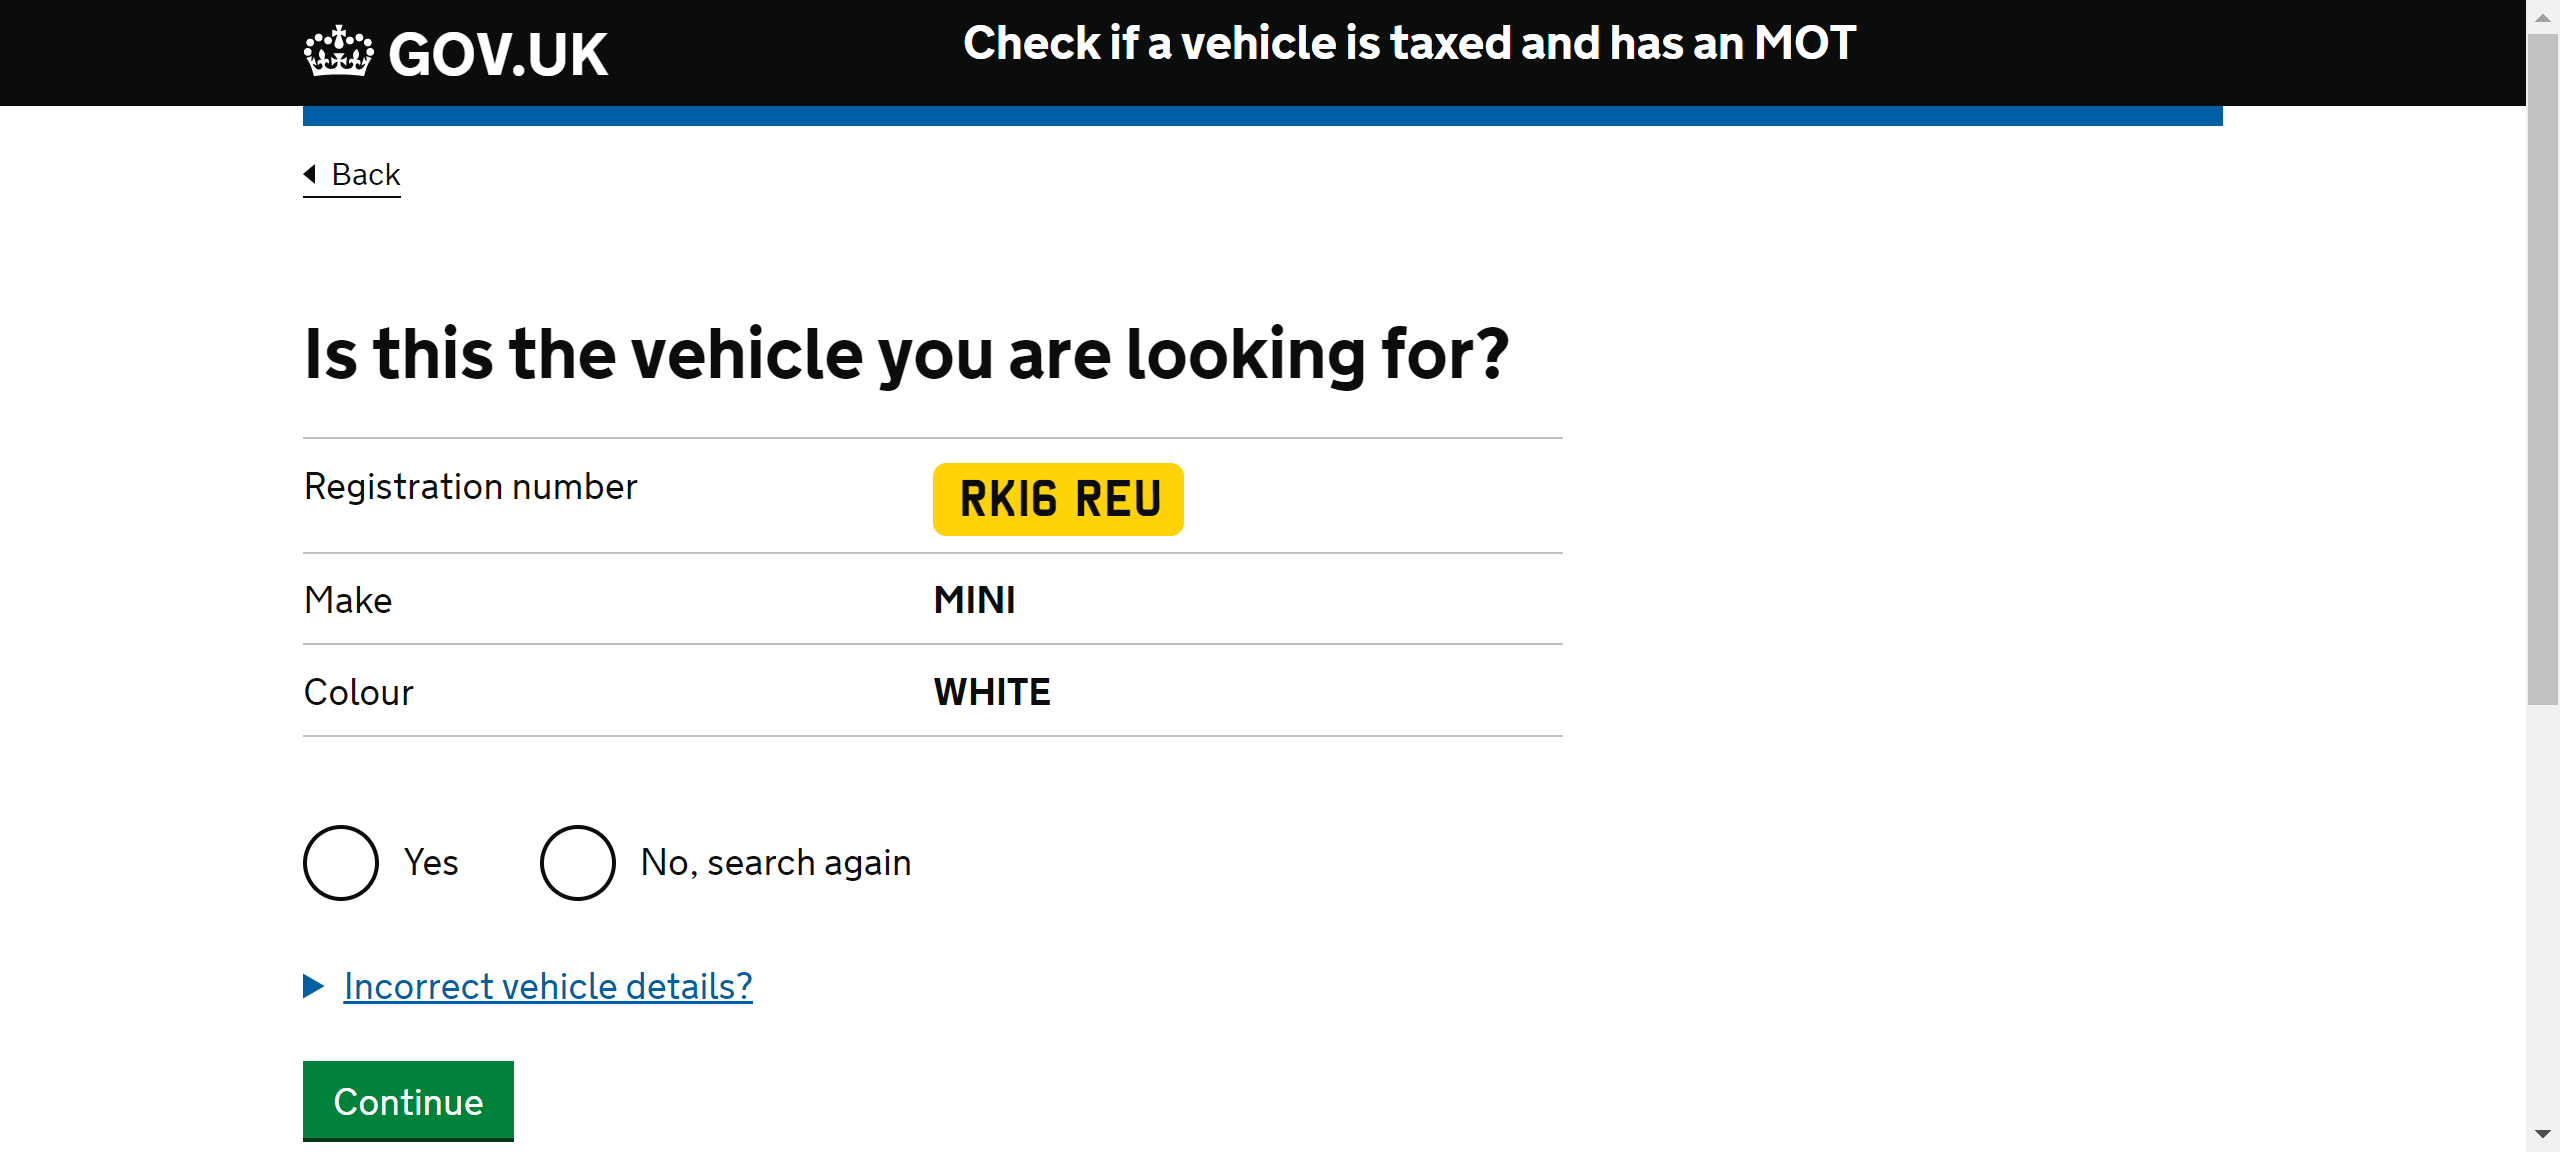 GOV.UK
Check if a vehicle is taxed and has an MOT
Back
Is this the vehicle you are looking for?
Registration number RK16 REU
Make MINI
Colour WHITE
Yes No, search again
Incorrect vehicle details?
Continue